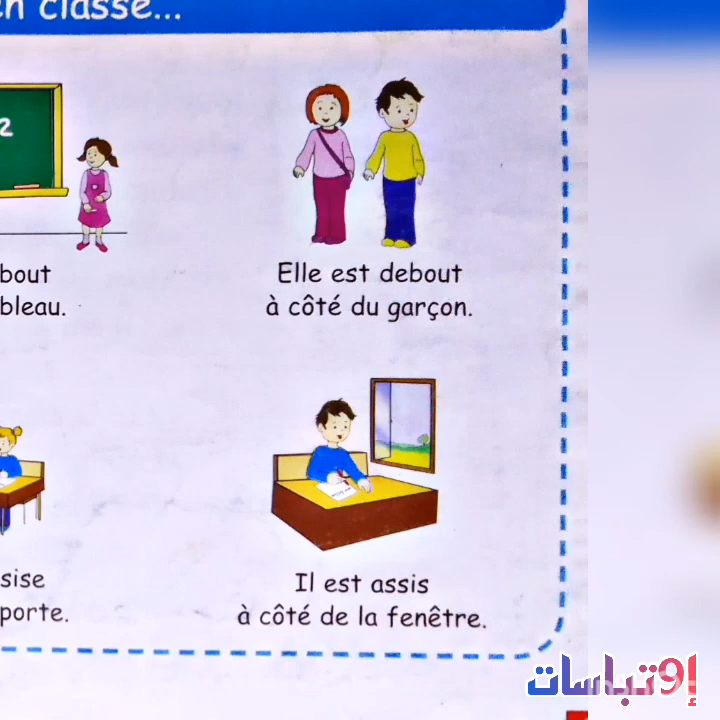 en classe...
2
bout
bleau.
Elle est debout
à côté du garçon.
sise
porte.
Il est assis
à côté de la fenêtre.
إقتباسات